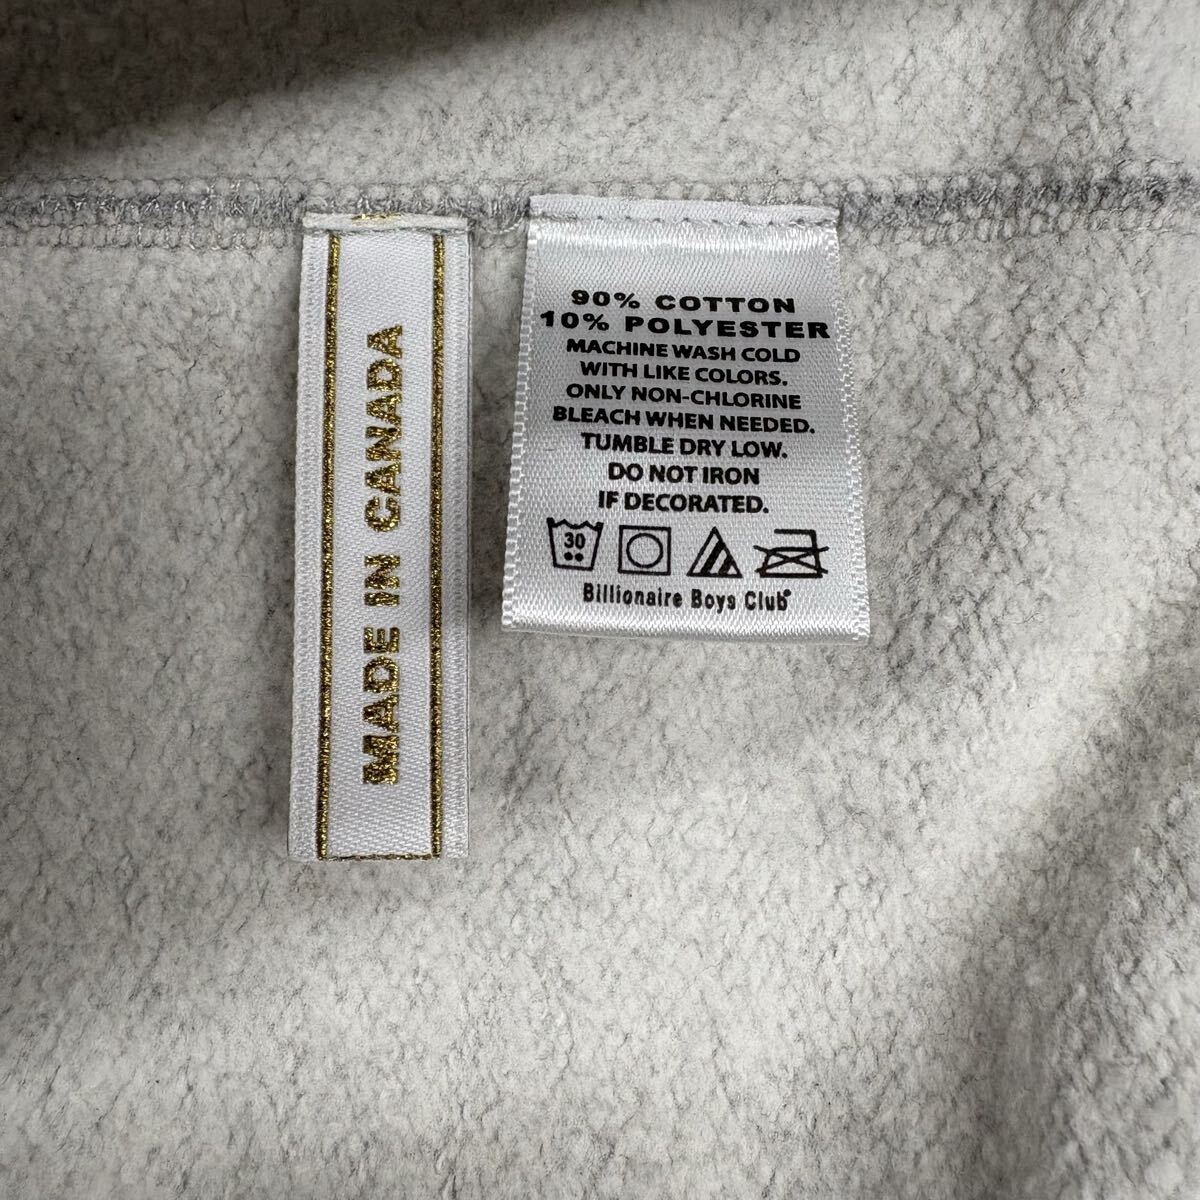 MADE IN CANADA
90% COTTON
10% POLYESTER
MACHINE WASH COLD
WITH LIKE COLORS.
ONLY NON-CHLORINE
BLEACH WHEN NEEDED.
TUMBLE DRY LOW.
DO NOT IRON
IF DECORATED.
30
Billionaire Boys Club®